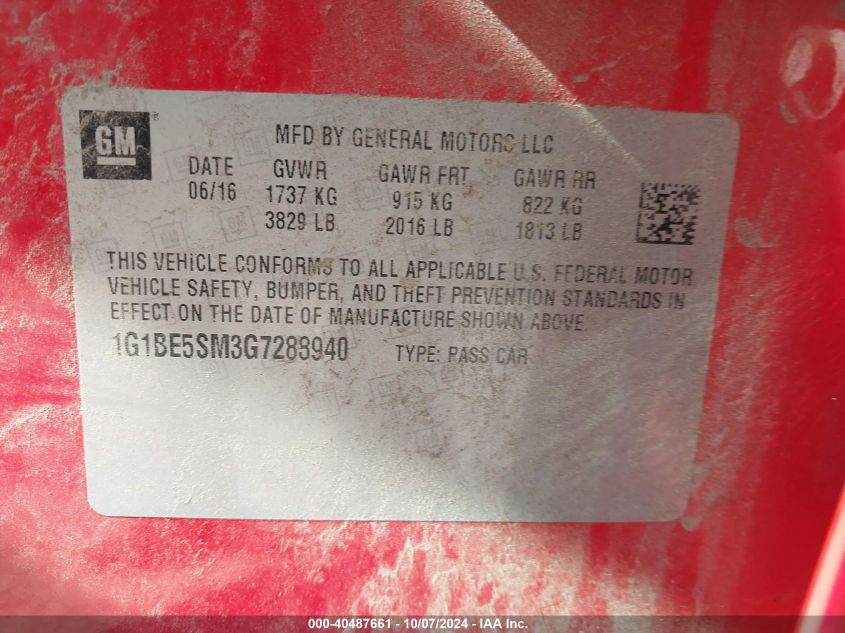 GM ®
MFD BY GENERAL MOTORS LLC
DATE GVWR GAWR FRT GAWR RR
06/16 1737 KG 915 KG 822 KG
3829 LB 2016 LB 1813 LB
THIS VEHICLE CONFORMS TO ALL APPLICABLE U.S. FEDERAL MOTOR
VEHICLE SAFETY, BUMPER, AND THEFT PREVENTION STANDARDS IN
EFFECT ON THE DATE OF MANUFACTURE SHOWN ABOVE
1G1BE5SM3G7288940 TYPE: PASS CAR
000-40487661 - 10/07/2024 - IAA Inc.